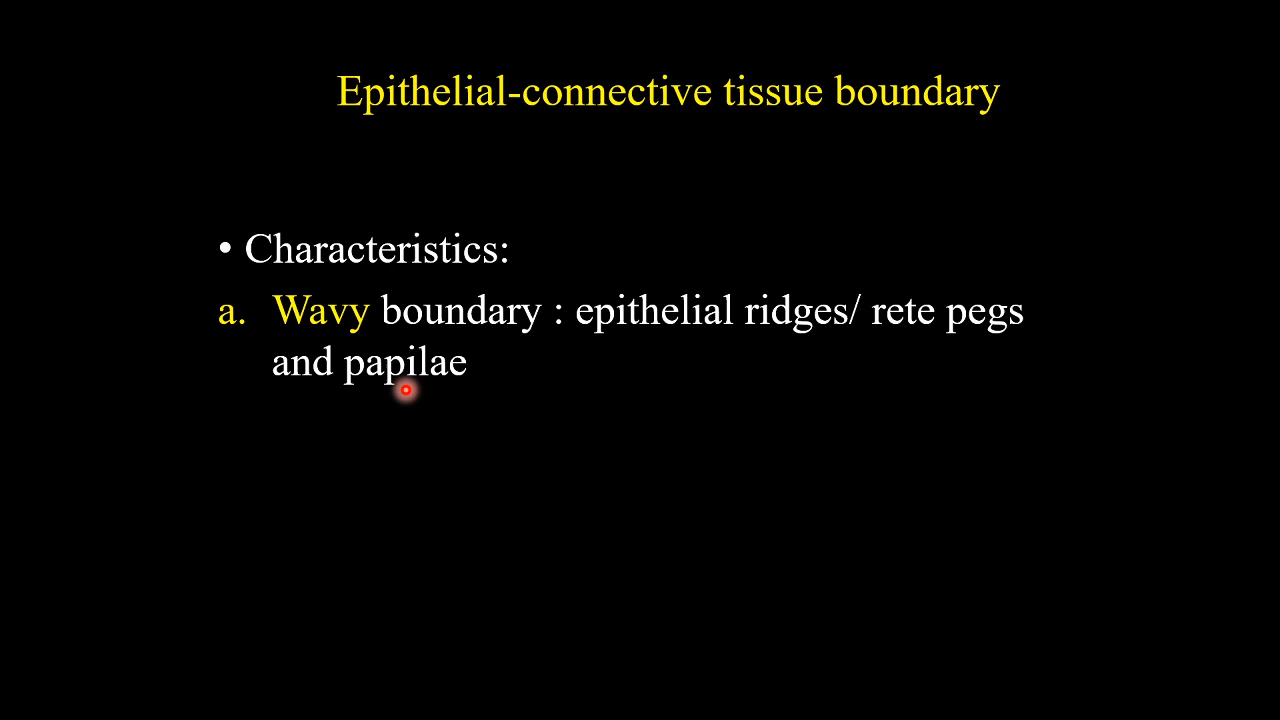 Epithelial-connective tissue boundary
• Characteristics:
a. Wavy boundary : epithelial ridges/ rete pegs
and papilae